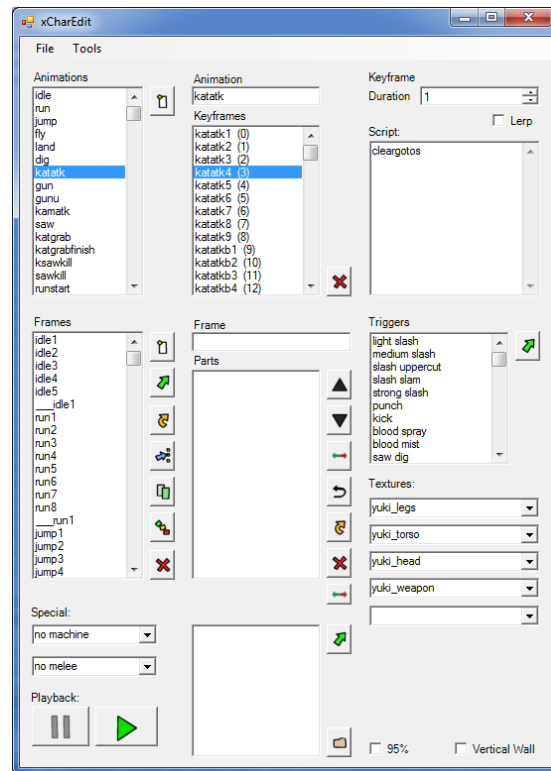 xCharEdit
File Tools
Animations
idle
run
jump
fly
land
dig
katatk
gun
gunu
kamatk
saw
katgrab
katgrabfinish
ksawkill
sawkill
runstart
Animation
katatk
Keyframes
katatk1 (0)
katatk2 (1)
katatk3 (2)
katatk4 (3)
katatk5 (4)
katatk6 (5)
katatk7 (6)
katatk8 (7)
katatk9 (8)
katatkb1 (9)
katatkb2 (10)
katatkb3 (11)
katatkb4 (12)
Keyframe
Duration 1
Lerp
Script:
cleargotos
Frames
idle1
idle2
idle3
idle4
idle5
___idle1
run1
run2
run3
run4
run5
run6
run7
run8
___run1
jump1
jump2
jump3
jump4
Frame
Parts
Triggers
light slash
medium slash
slash uppercut
slash slam
strong slash
punch
kick
blood spray
blood mist
saw dig
Textures:
yuki_legs
yuki_torso
yuki_head
yuki_weapon
Special:
no machine
no melee
Playback:
95%
Vertical Wall